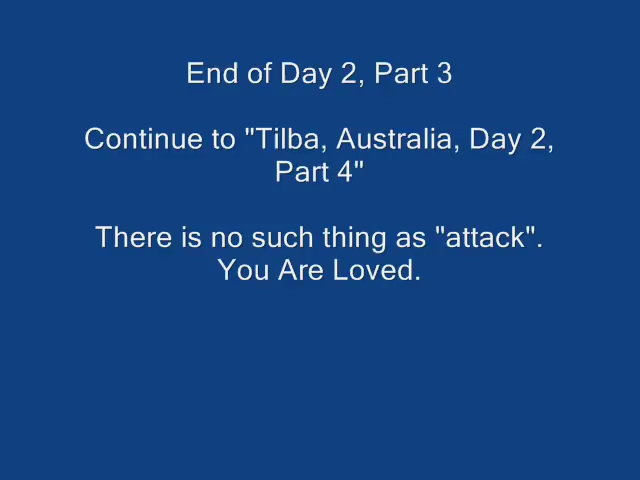 End of Day 2, Part 3
Continue to "Tilba, Australia, Day 2,
Part 4"
There is no such thing as "attack".
You Are Loved.